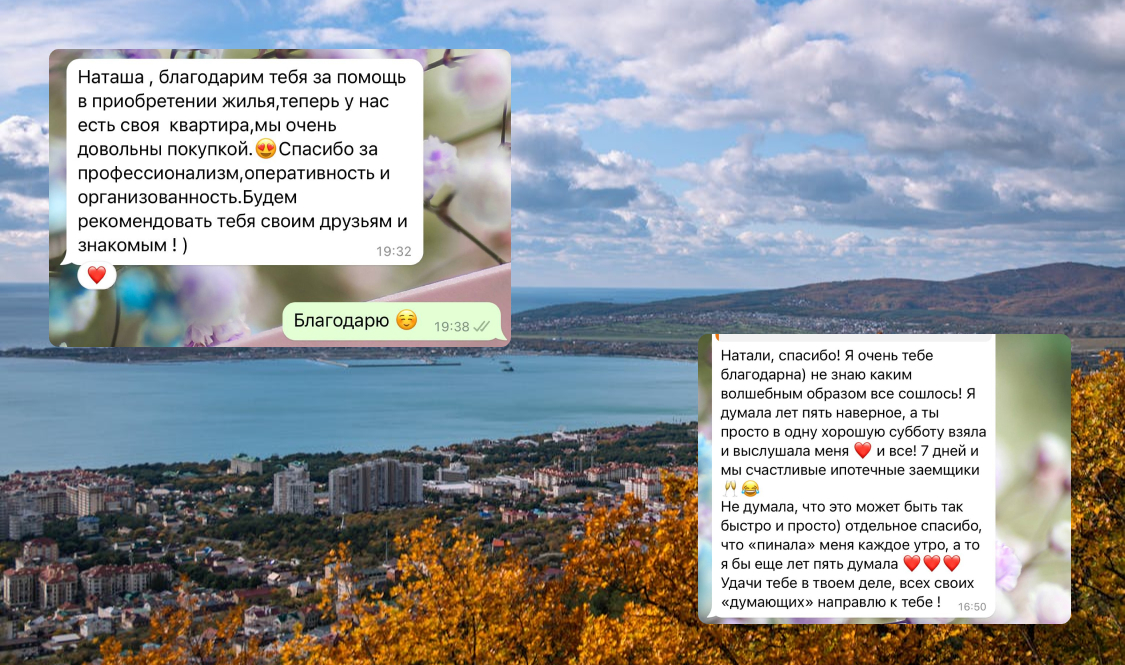 Наташа , благодарим тебя за помощь
в приобретении жилья,теперь у нас
есть своя квартира,мы очень
довольны покупкой.😍Спасибо за
профессионализм,оперативность и
организованность.Будем
рекомендовать тебя своим друзьям и
знакомым ! )
19:32
❤️
Благодарю ☺️ 19:38
Натали, спасибо! Я очень тебе
благодарна) не знаю каким
волшебным образом все сошлось! Я
думала лет пять наверное, а ты
просто в одну хорошую субботу взяла
и выслушала меня ❤️ и все! 7 дней и
мы счастливые ипотечные заемщики
🥂😂
Не думала, что это может быть так
быстро и просто) отдельное спасибо,
что «пинала» меня каждое утро, а то
я бы еще лет пять думала ❤️❤️❤️
Удачи тебе в твоем деле, всех своих
«думающих» направлю к тебе ! 16:50